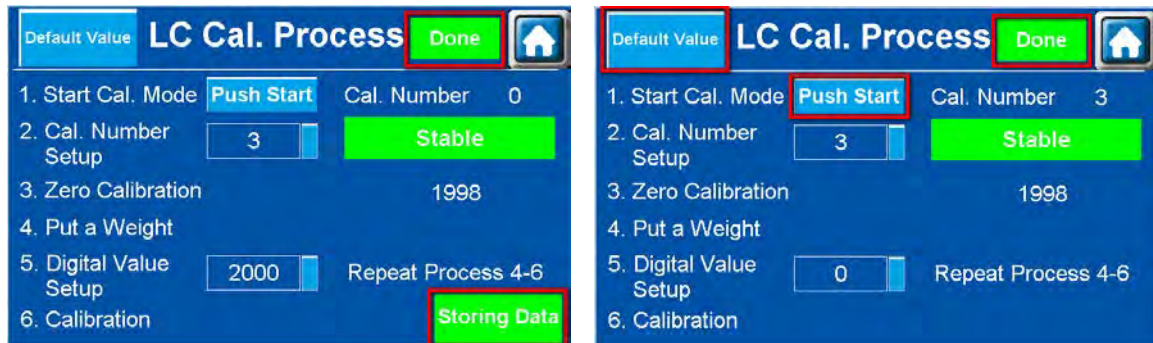 Default Value LC Cal. Process Done
1. Start Cal. Mode Push Start Cal. Number 0
2. Cal. Number
Setup
3
Stable
3. Zero Calibration 1998
4. Put a Weight
5. Digital Value
Setup
2000
Repeat Process 4-6
6. Calibration
Storing Data
Default Value LC Cal. Process Done
1. Start Cal. Mode Push Start Cal. Number 3
2. Cal. Number
Setup
3
Stable
3. Zero Calibration 1998
4. Put a Weight
5. Digital Value
Setup
0
Repeat Process 4-6
6. Calibration